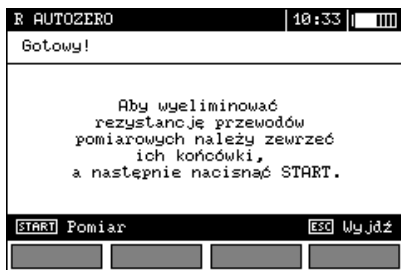 R AUTOZERO 10:33
Gotowy!
Aby wyeliminować
rezystancję przewodów
pomiarowych należy zewrzeć
ich końcówki,
a następnie nacisnąć START.
START Pomiar ESC Wyjdź